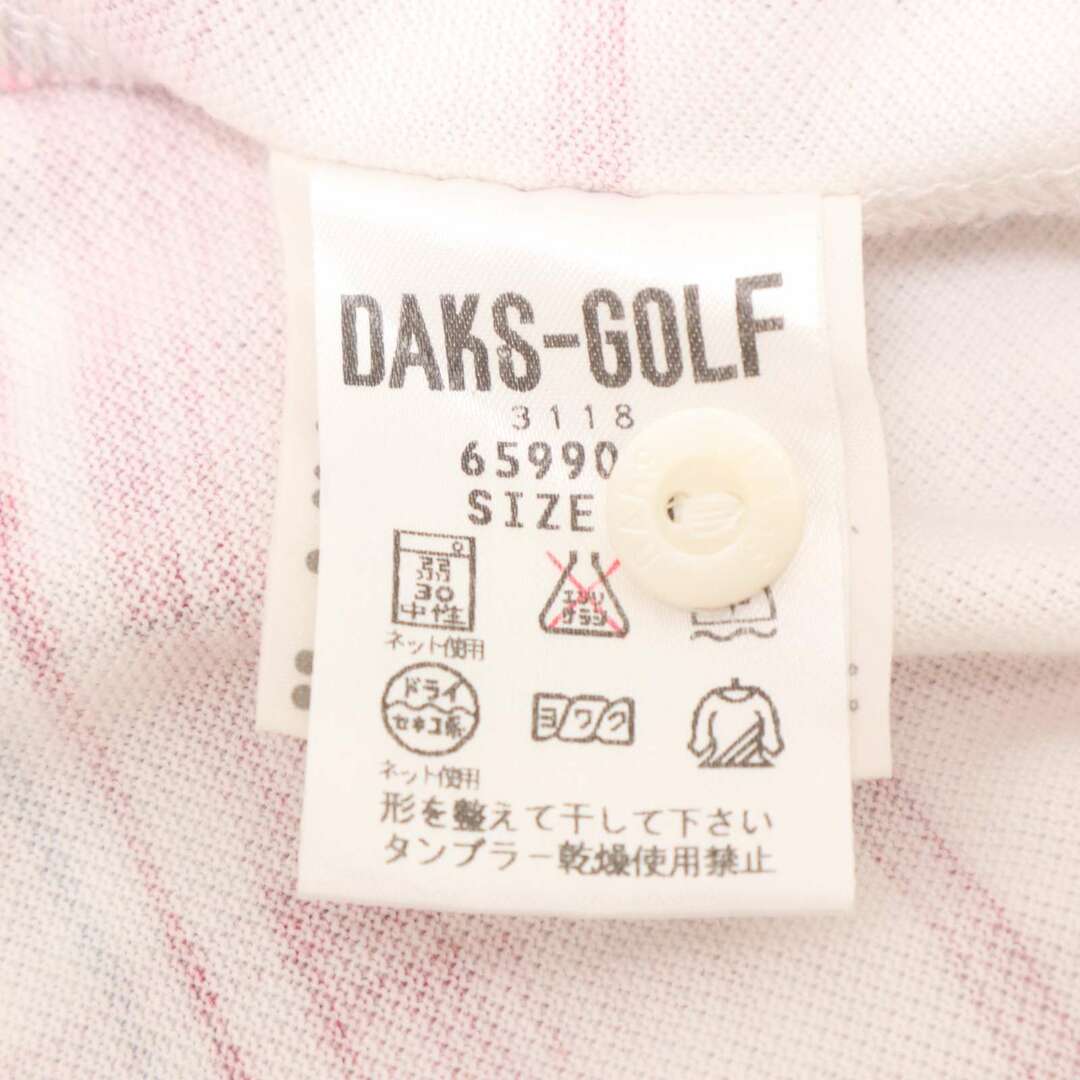 DAKS-GOLF
3118
65990
SIZE
弱
30
中性
エンソ
サラシ
ネット使用
ドライ
セキユ系
ヨワク
ネット使用
形を整えて干して下さい
タンブラー乾燥使用禁止